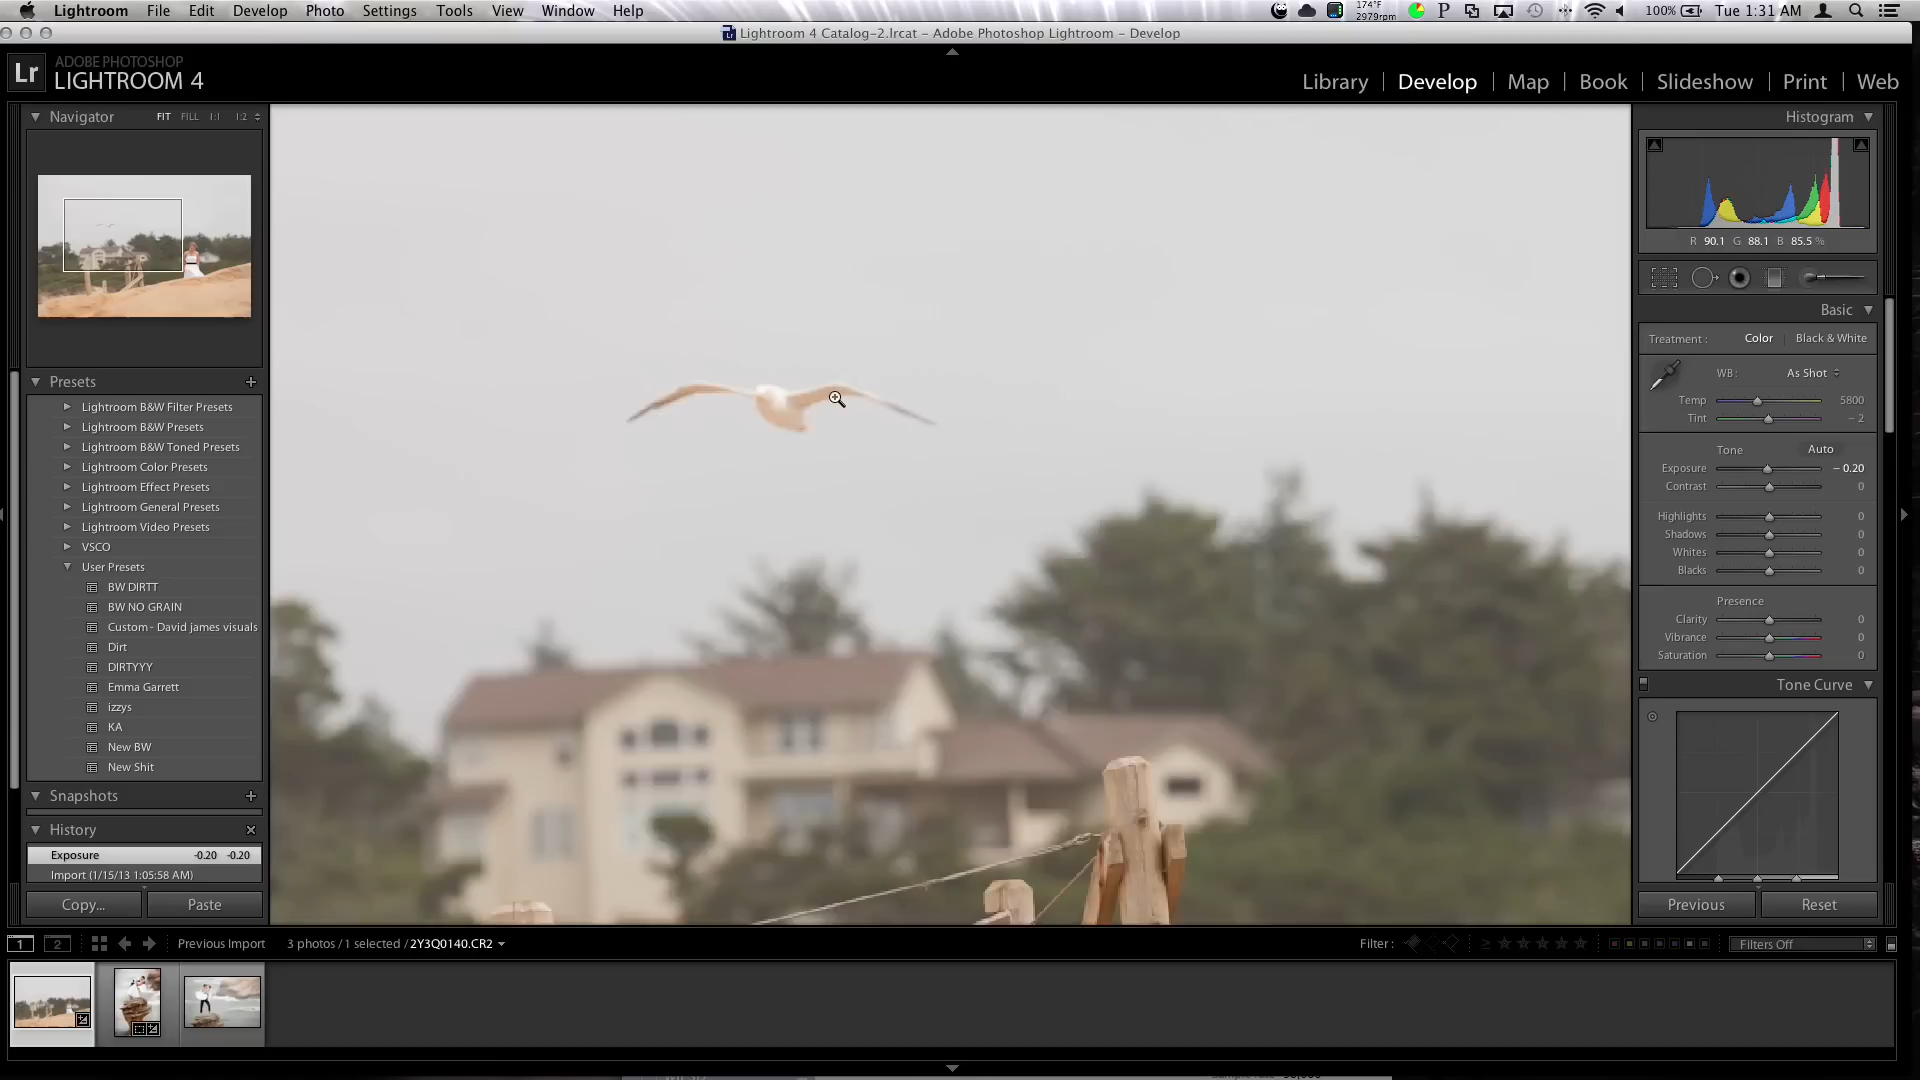 Lightroom File Edit Develop Photo Settings Tools View Window Help 174°F 2979rpm P 100% Tue 1:31 AM
Lightroom 4 Catalog-2.lrcat – Adobe Photoshop Lightroom – Develop
Lr ADOBE PHOTOSHOP
LIGHTROOM 4
Library | Develop | Map | Book | Slideshow | Print | Web
Navigator FIT FILL 1:1 1:2
Presets +
Lightroom B&W Filter Presets
Lightroom B&W Presets
Lightroom B&W Toned Presets
Lightroom Color Presets
Lightroom Effect Presets
Lightroom General Presets
Lightroom Video Presets
VSCO
User Presets
BW DIRTT
BW NO GRAIN
Custom - David james visuals
Dirt
DIRTYYY
Emma Garrett
izzys
KA
New BW
New Shit
Snapshots +
History ×
Exposure -0.20 -0.20
Import (1/15/13 1:05:58 AM)
Copy... Paste
Histogram
R 90.1 G 88.1 B 85.5 %
Basic
Treatment : Color | Black & White
WB: As Shot
Temp 5800
Tint – 2
Tone Auto
Exposure – 0.20
Contrast 0
Highlights 0
Shadows 0
Whites 0
Blacks 0
Presence
Clarity 0
Vibrance 0
Saturation 0
Tone Curve
Previous Reset
1 2 Previous Import 3 photos / 1 selected / 2Y3Q0140.CR2 Filter : ≥ Filters Off